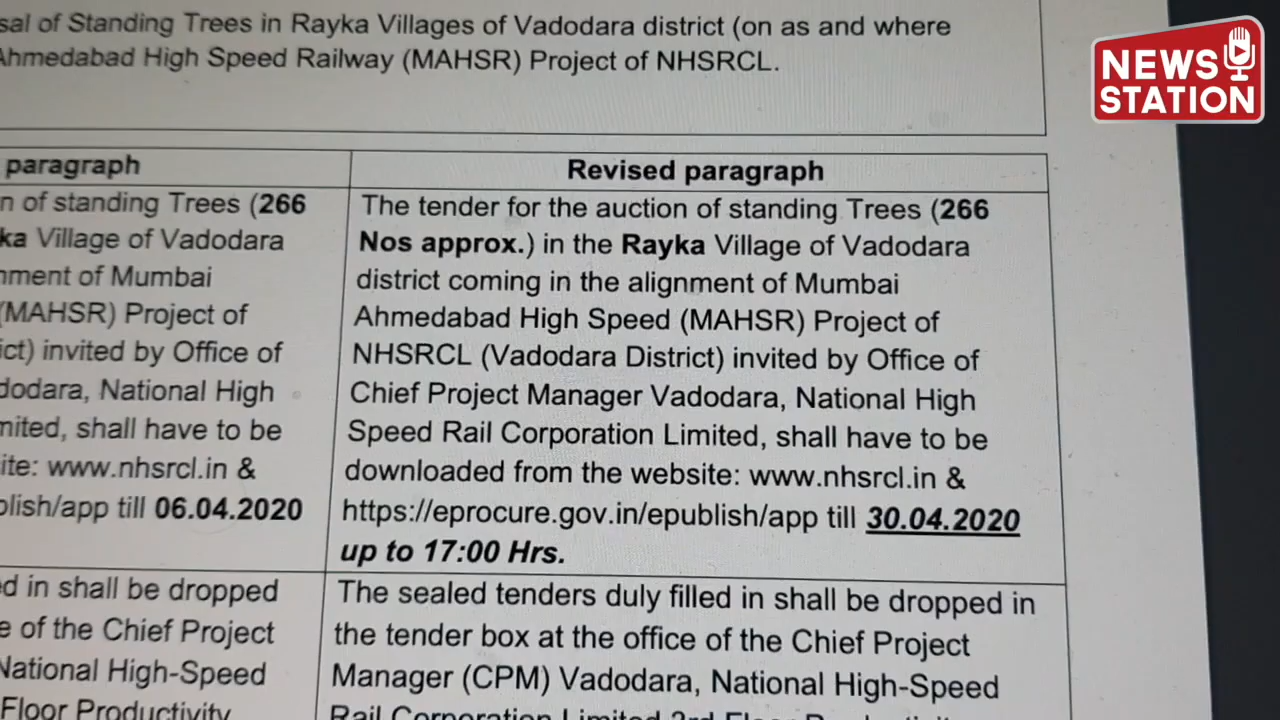 sal of Standing Trees in Rayka Villages of Vadodara district (on as and where
Ahmedabad High Speed Railway (MAHSR) Project of NHSRCL.
NEWS
STATION
paragraph
n of standing Trees (266
ka Village of Vadodara
nment of Mumbai
(MAHSR) Project of
ict) invited by Office of
dodara, National High
mited, shall have to be
ite: www.nhsrcl.in &
blish/app till 06.04.2020
Revised paragraph
The tender for the auction of standing Trees (266
Nos approx.) in the Rayka Village of Vadodara
district coming in the alignment of Mumbai
Ahmedabad High Speed (MAHSR) Project of
NHSRCL (Vadodara District) invited by Office of
Chief Project Manager Vadodara, National High
Speed Rail Corporation Limited, shall have to be
downloaded from the website: www.nhsrcl.in &
https://eprocure.gov.in/epublish/app till 30.04.2020
up to 17:00 Hrs.
ed in shall be dropped
e of the Chief Project
National High-Speed
Floor Productivity
The sealed tenders duly filled in shall be dropped in
the tender box at the office of the Chief Project
Manager (CPM) Vadodara, National High-Speed
Rail Corporation Limited 3rd Floor Productivity